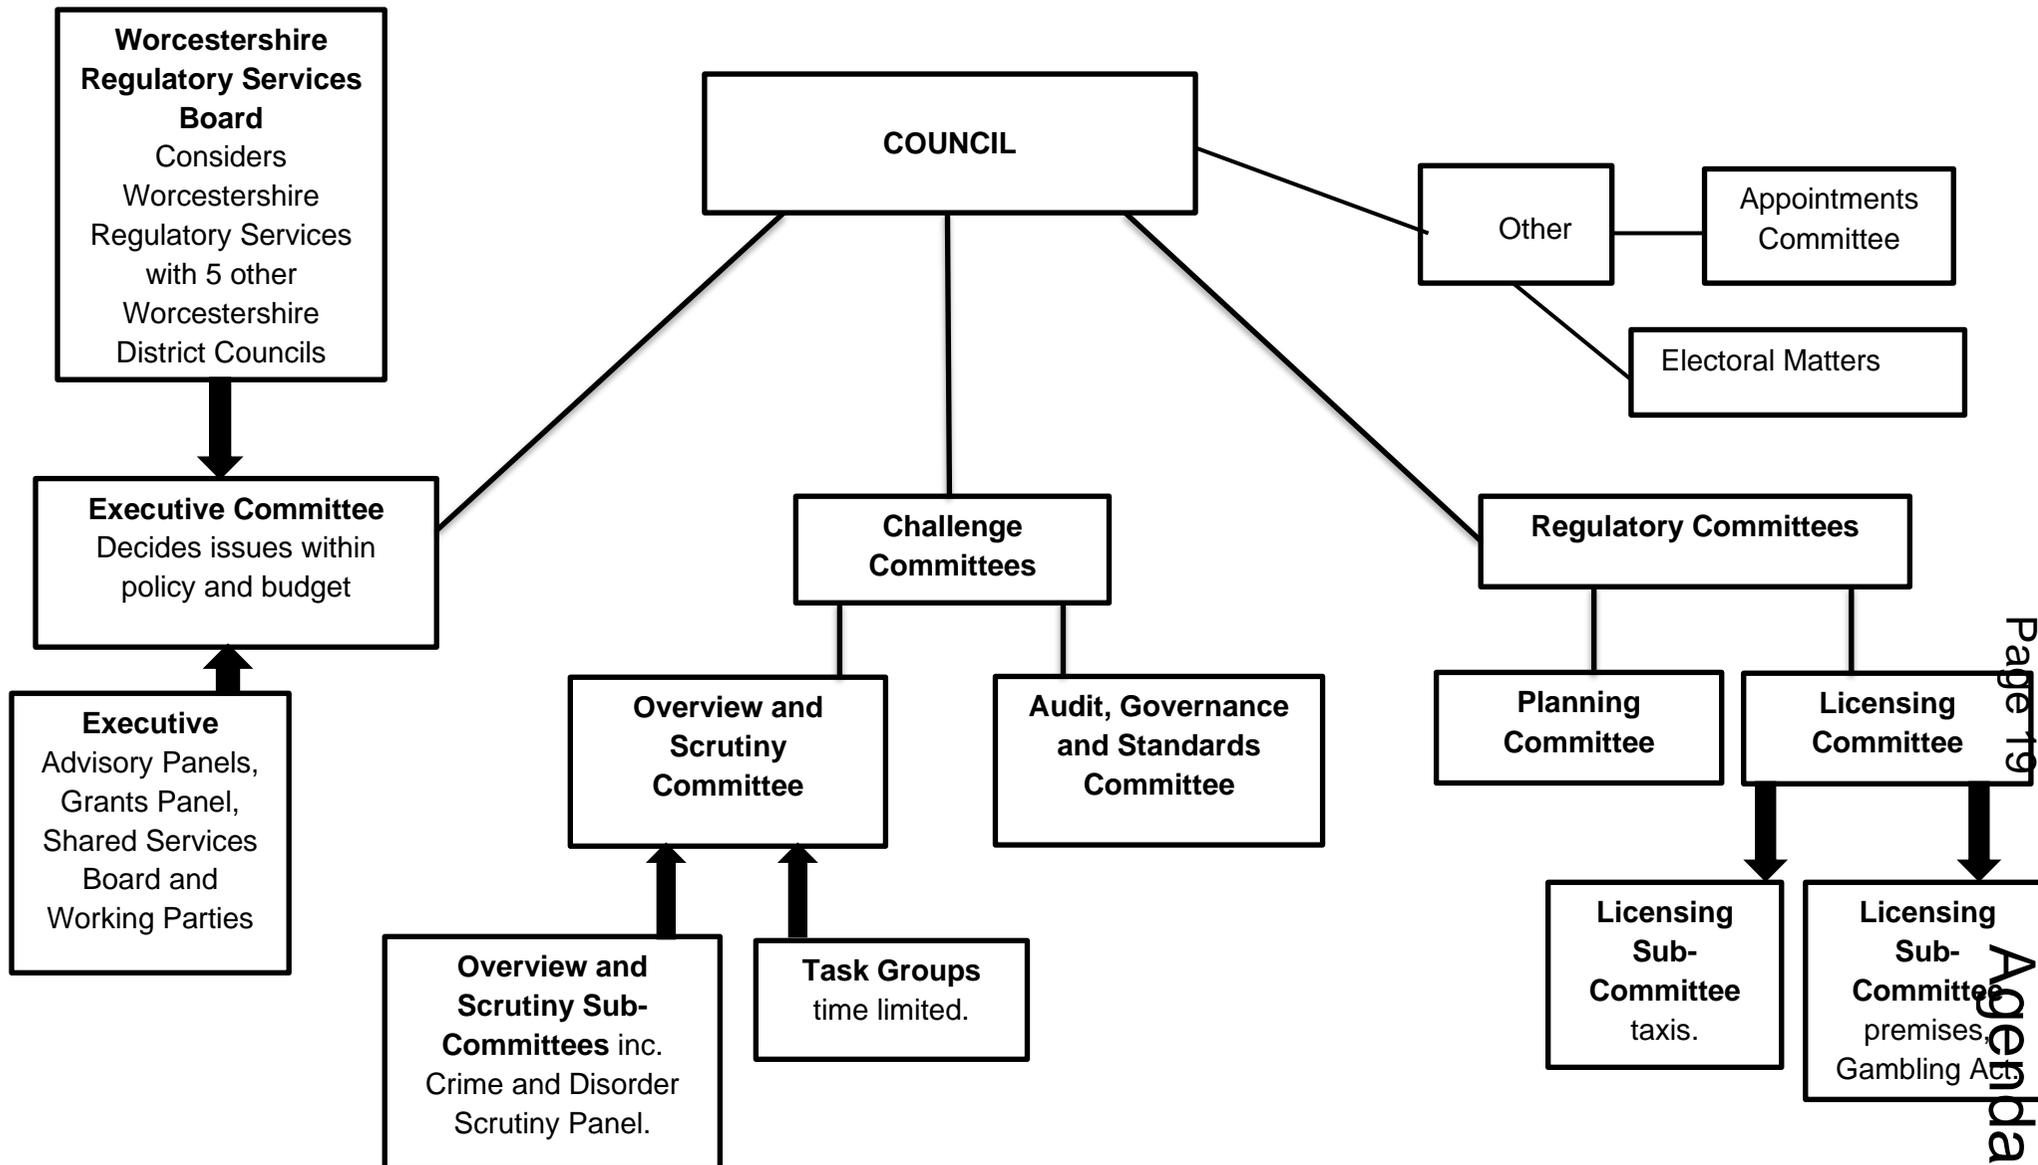 Worcestershire
Regulatory Services
Board
Considers
Worcestershire
Regulatory Services
with 5 other
Worcestershire
District Councils
COUNCIL
Other
Appointments
Committee
Electoral Matters
Executive Committee
Decides issues within
policy and budget
Challenge
Committees
Regulatory Committees
Executive
Advisory Panels,
Grants Panel,
Shared Services
Board and
Working Parties
Overview and
Scrutiny
Committee
Audit, Governance
and Standards
Committee
Planning
Committee
Licensing
Committee
Overview and
Scrutiny Sub-
Committees inc.
Crime and Disorder
Scrutiny Panel.
Task Groups
time limited.
Licensing
Sub-
Committee
taxis.
Licensing
Sub-
Committee
premises,
Gambling Act.
Page 19
Agenda